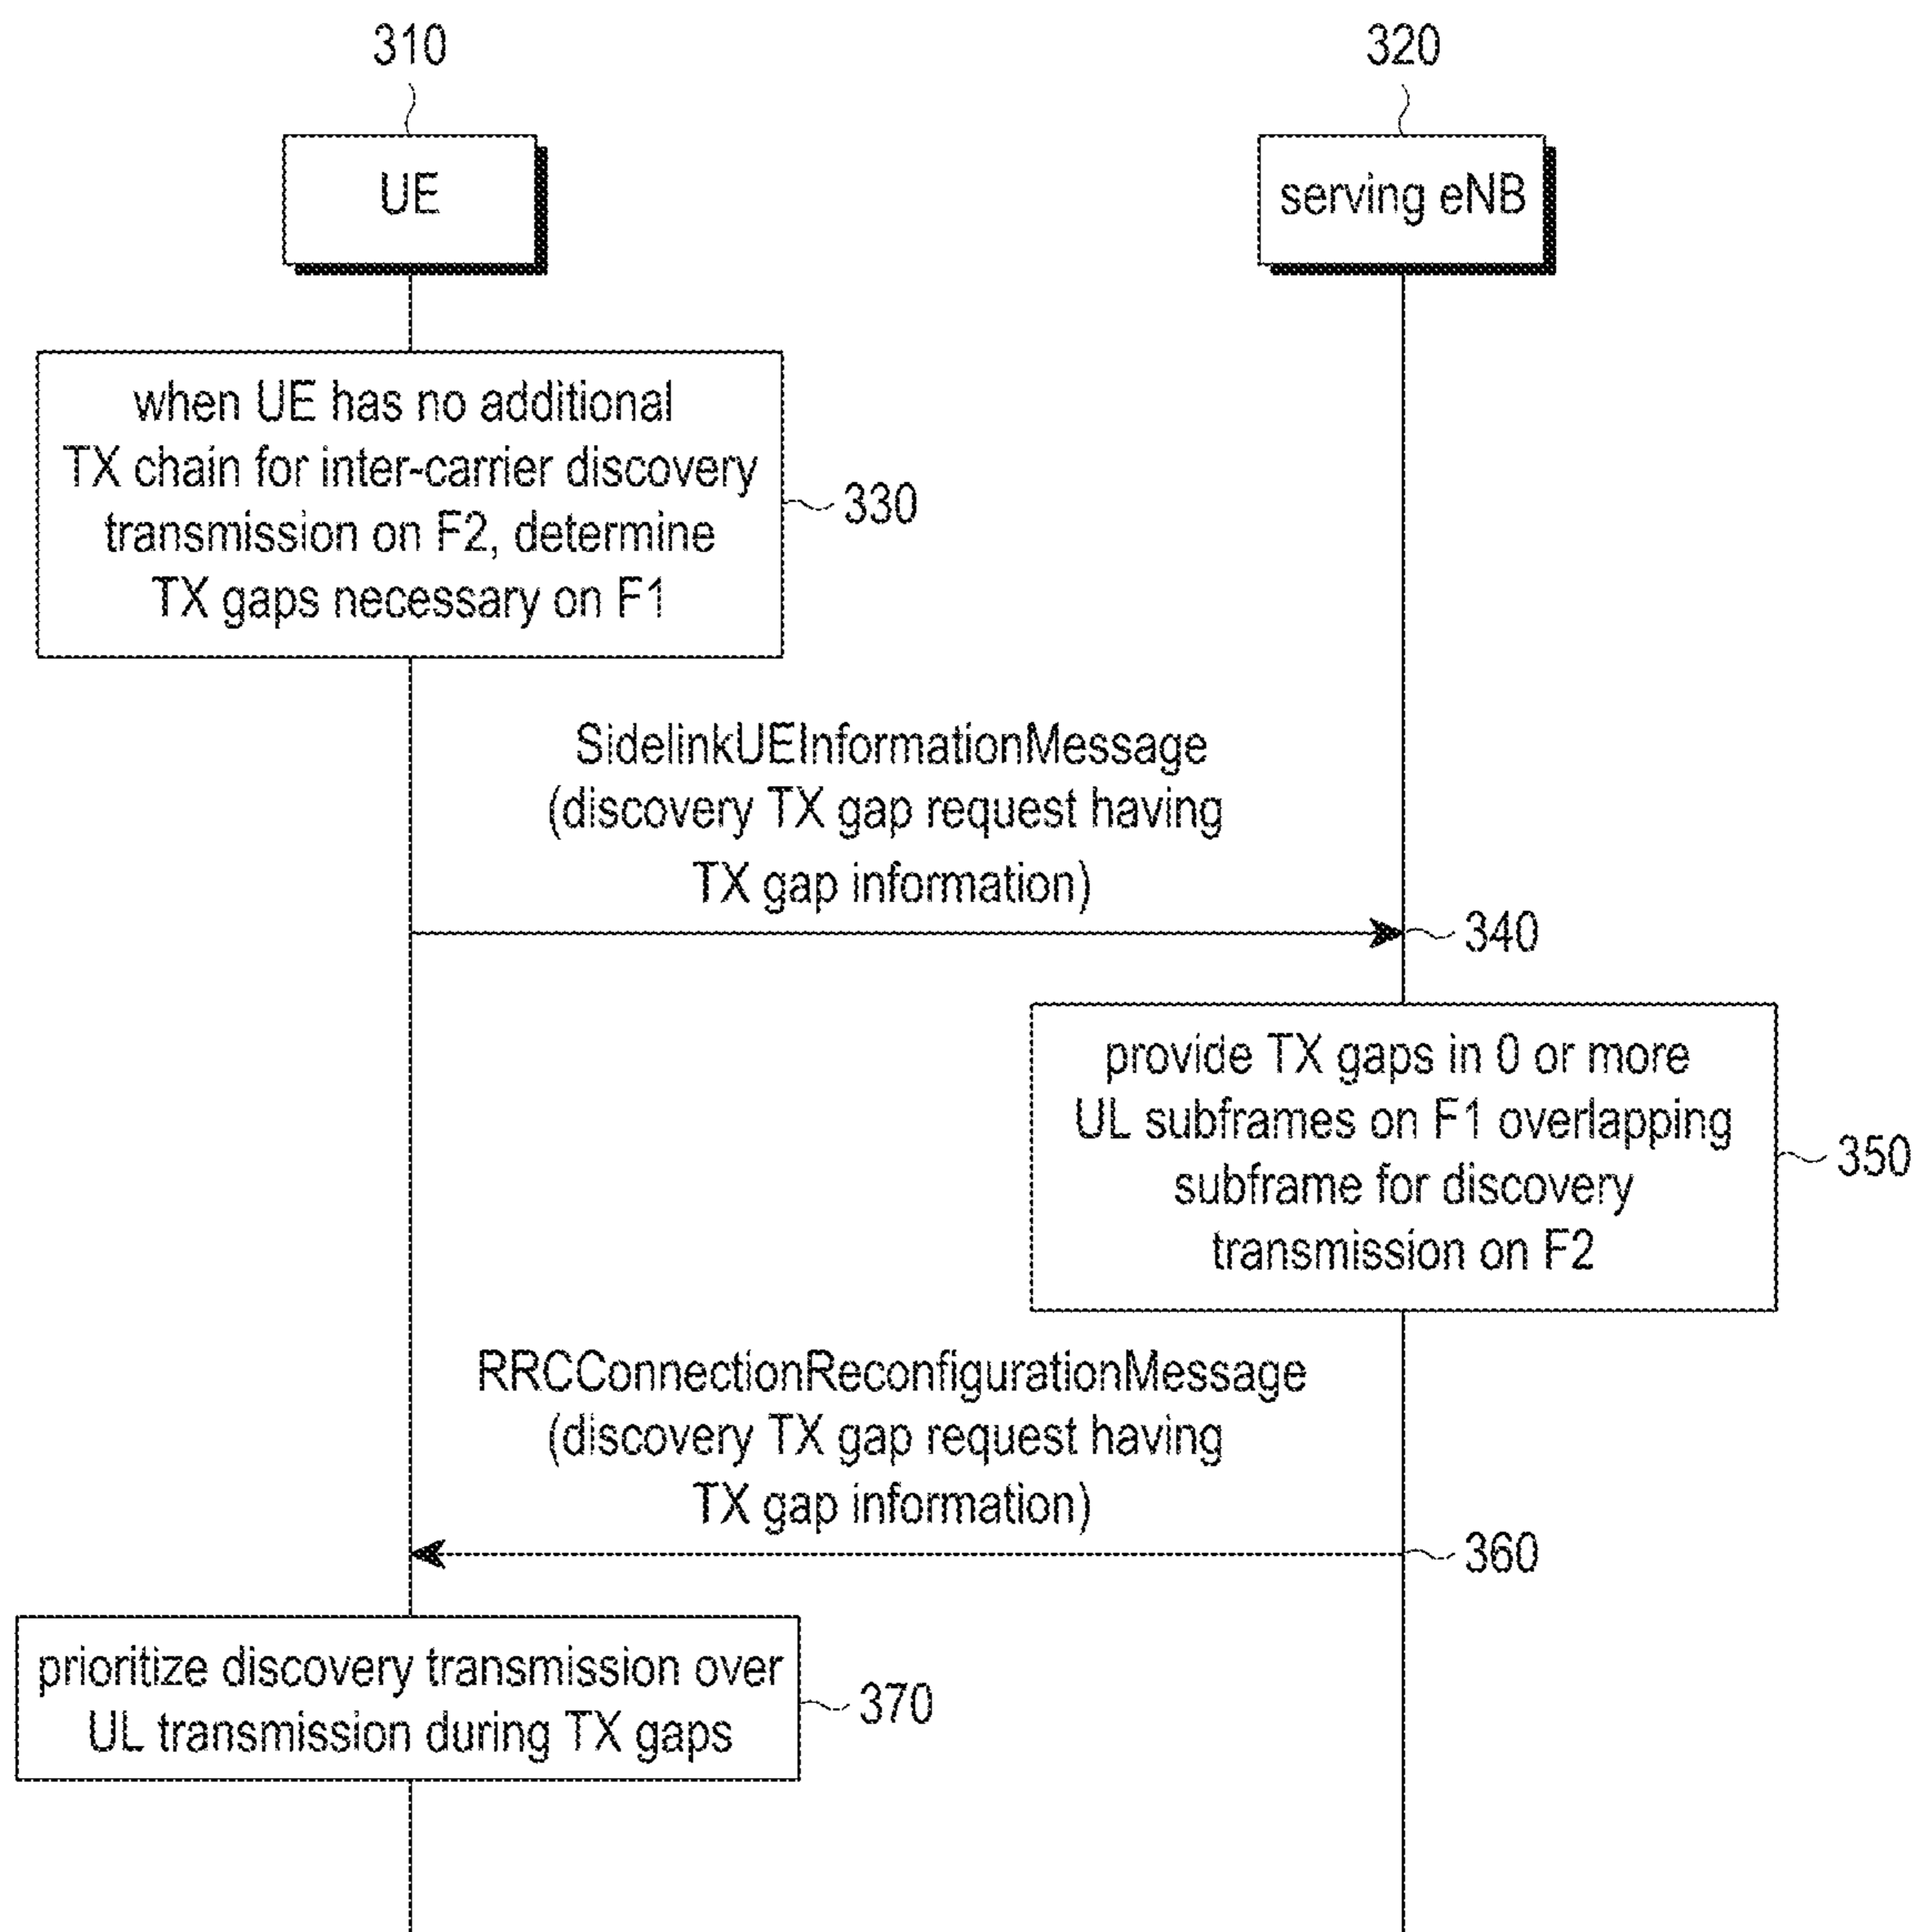 310
320
UE
serving eNB
when UE has no additional
TX chain for inter-carrier discovery
transmission on F2, determine
TX gaps necessary on F1
330
SidelinkUEInformationMessage
(discovery TX gap request having
TX gap information)
340
provide TX gaps in 0 or more
UL subframes on F1 overlapping
subframe for discovery
transmission on F2
350
RRCConnectionReconfigurationMessage
(discovery TX gap request having
TX gap information)
360
prioritize discovery transmission over
UL transmission during TX gaps
370